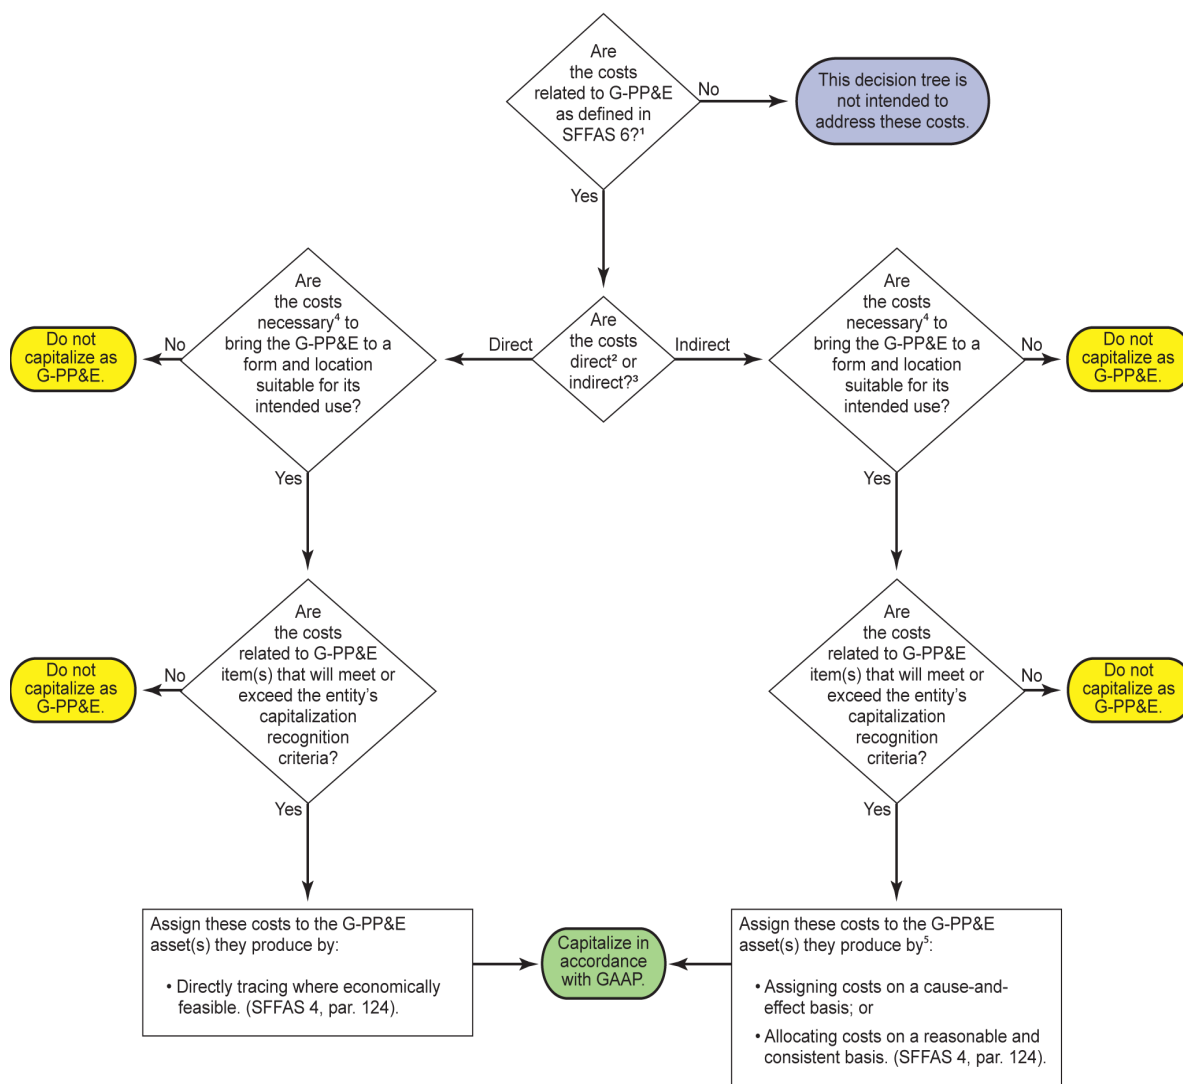 Are
the costs
related to G-PP&E
as defined in
SFFAS 6?¹
No
This decision tree is
not intended to
address these costs.
Yes
Are
the costs
direct² or
indirect?³
Direct
Indirect
Are
the costs
necessary⁴ to
bring the G-PP&E to a
form and location
suitable for its
intended use?
No
Do not
capitalize as
G-PP&E.
Yes
Are
the costs
necessary⁴ to
bring the G-PP&E to a
form and location
suitable for its
intended use?
No
Do not
capitalize as
G-PP&E.
Yes
Are
the costs
related to G-PP&E
item(s) that will meet or
exceed the entity's
capitalization
recognition
criteria?
No
Do not
capitalize as
G-PP&E.
Yes
Are
the costs
related to G-PP&E
item(s) that will meet or
exceed the entity's
capitalization
recognition
criteria?
No
Do not
capitalize as
G-PP&E.
Yes
Assign these costs to the G-PP&E
asset(s) they produce by:
• Directly tracing where economically
feasible. (SFFAS 4, par. 124).
Capitalize in
accordance
with GAAP.
Assign these costs to the G-PP&E
asset(s) they produce by⁵:
• Assigning costs on a cause-and-
effect basis; or
• Allocating costs on a reasonable and
consistent basis. (SFFAS 4, par. 124).